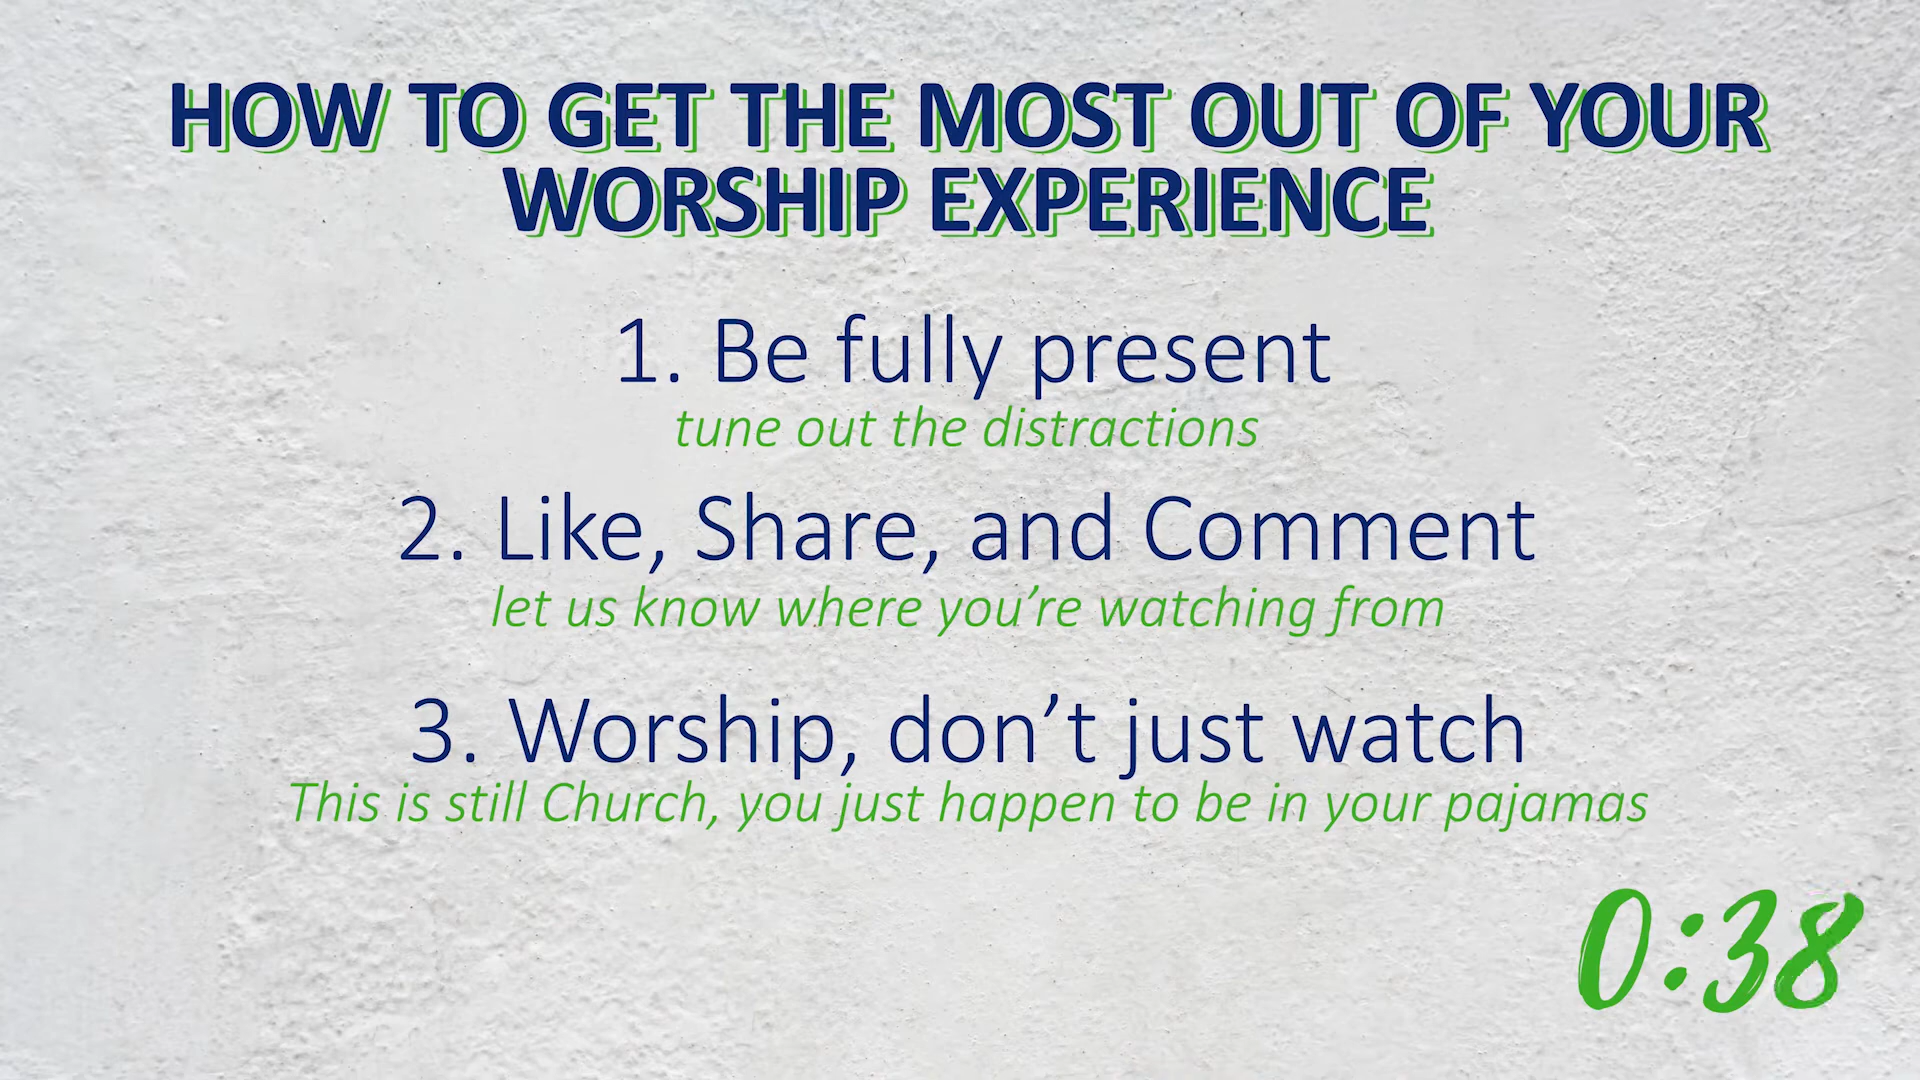 HOW TO GET THE MOST OUT OF YOUR
WORSHIP EXPERIENCE
1. Be fully present
tune out the distractions
2. Like, Share, and Comment
let us know where you’re watching from
3. Worship, don’t just watch
This is still Church, you just happen to be in your pajamas
0:38